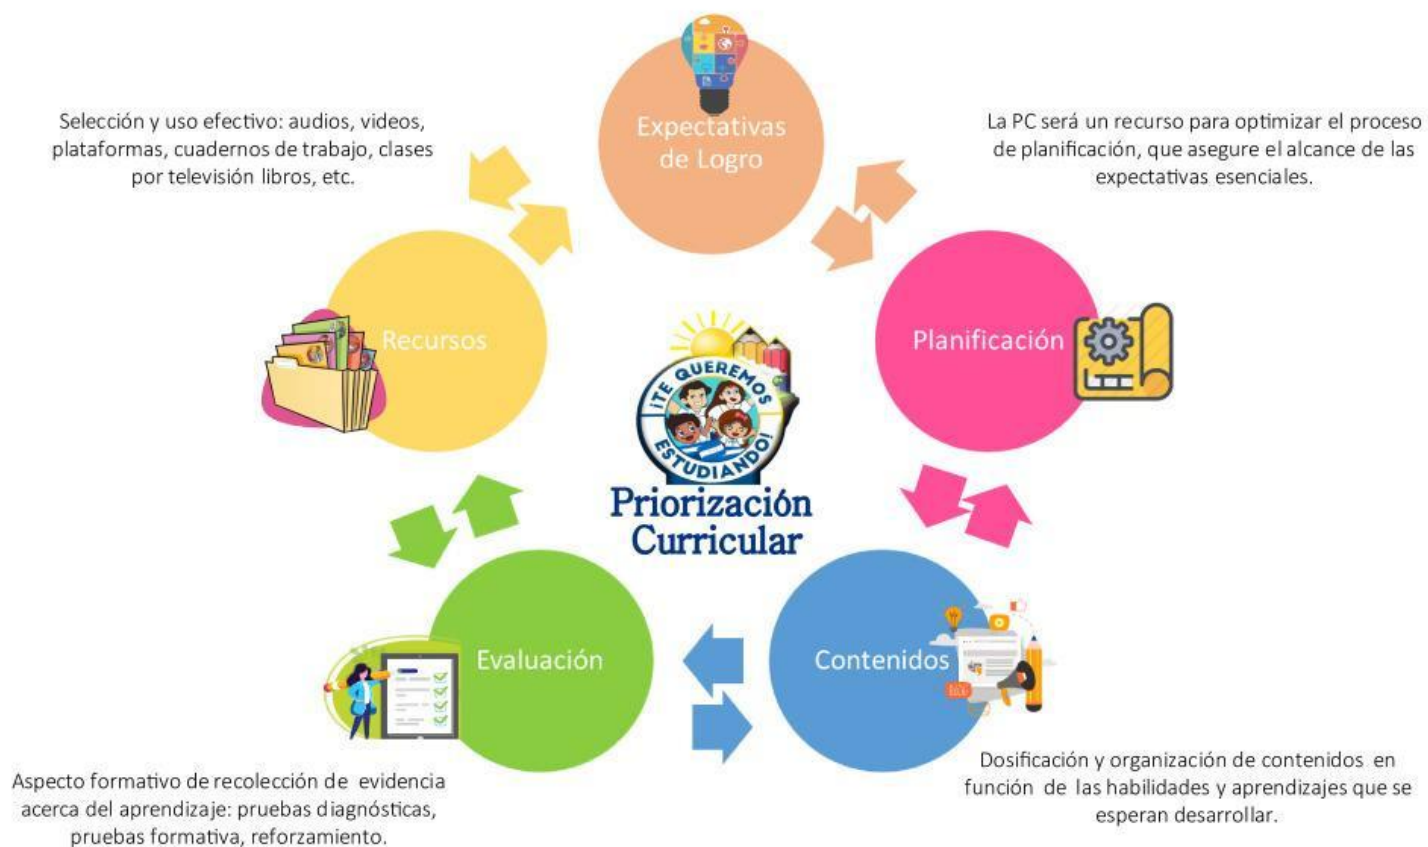 Expectativas
de Logro
Selección y uso efectivo: audios, videos,
plataformas, cuadernos de trabajo, clases
por televisión libros, etc.
La PC será un recurso para optimizar el proceso
de planificación, que asegure el alcance de las
expectativas esenciales.
Recursos
Planificación
¡TE QUEREMOS
ESTUDIANDO!
Priorización
Curricular
Evaluación
Contenidos
Aspecto formativo de recolección de evidencia
acerca del aprendizaje: pruebas diagnósticas,
pruebas formativa, reforzamiento.
Dosificación y organización de contenidos en
función de las habilidades y aprendizajes que se
esperan desarrollar.